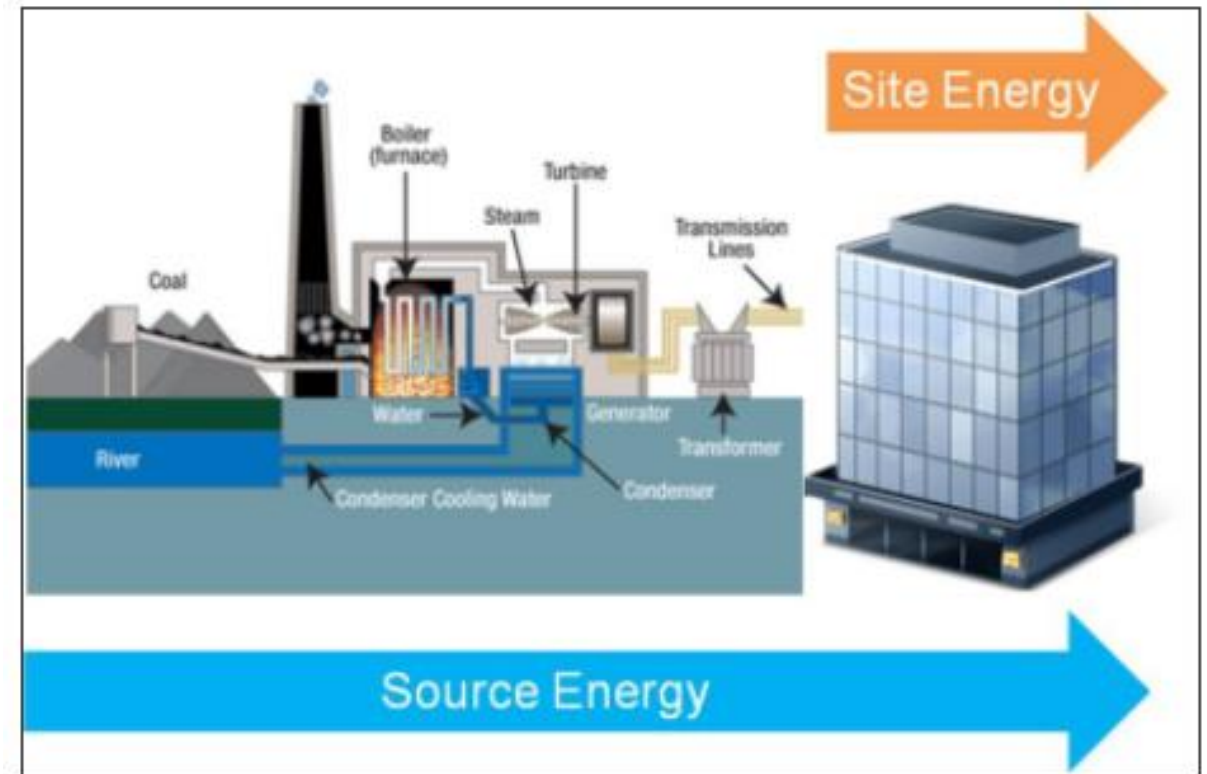 Site Energy
Boiler
(furnace)
Turbine
Steam
Transmission
Lines
Coal
Water
Generator
River
Transformer
Condenser Cooling Water
Condenser
Source Energy